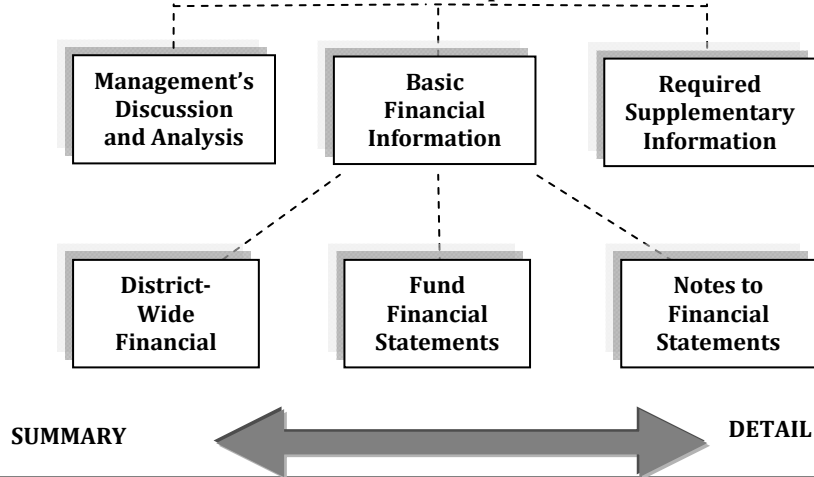 Management's
Discussion
and Analysis
Basic
Financial
Information
Required
Supplementary
Information
District-
Wide
Financial
Fund
Financial
Statements
Notes to
Financial
Statements
SUMMARY
DETAIL